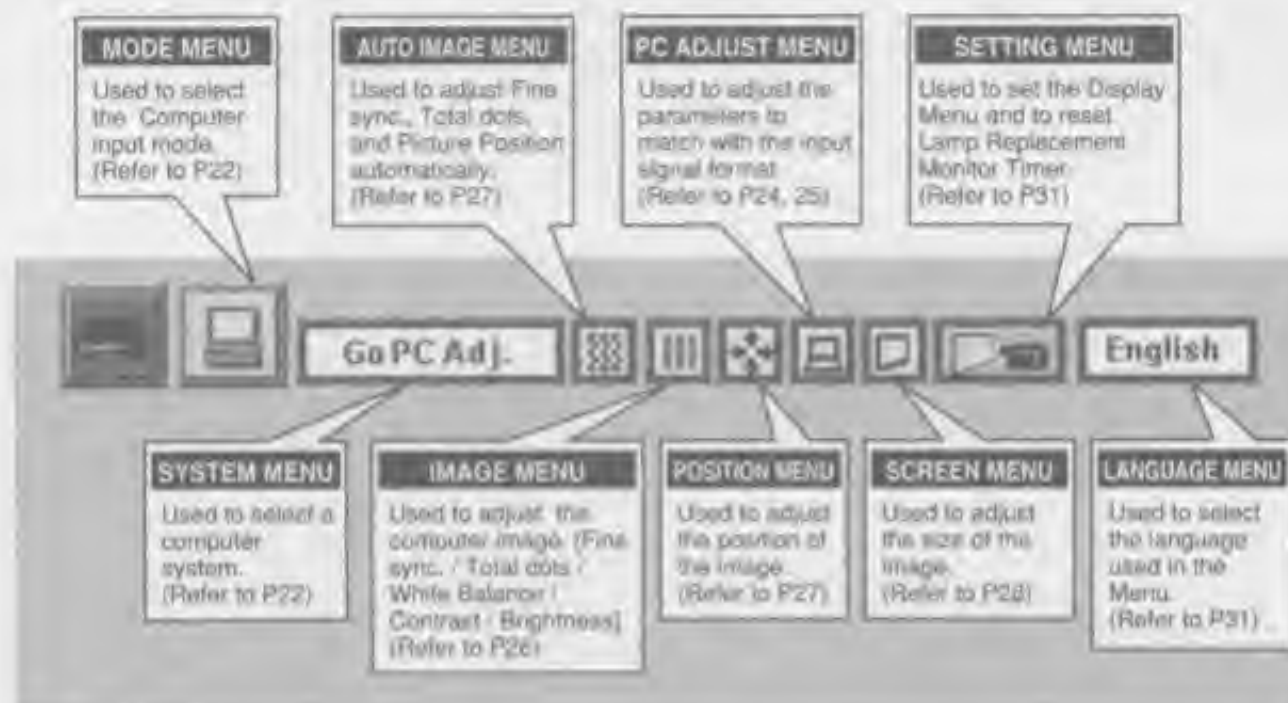 MODE MENU
Used to select
the Computer
input mode.
(Refer to P22)
AUTO IMAGE MENU
Used to adjust Fine
sync., Total dots,
and Picture Position
automatically.
(Refer to P27)
PC ADJUST MENU
Used to adjust the
parameters to
match with the input
signal format
(Refer to P24, 25)
SETTING MENU
Used to set the Display
Menu and to reset
Lamp Replacement
Monitor Timer.
(Refer to P31)
Go PC Adj.
English
SYSTEM MENU
Used to select a
computer
system.
(Refer to P22)
IMAGE MENU
Used to adjust the
computer image. [Fine
sync. / Total dots /
White Balance /
Contrast / Brightness]
(Refer to P26)
POSITION MENU
Used to adjust
the position of
the image.
(Refer to P27)
SCREEN MENU
Used to adjust
the size of the
image.
(Refer to P28)
LANGUAGE MENU
Used to select
the language
used in the
Menu.
(Refer to P31)